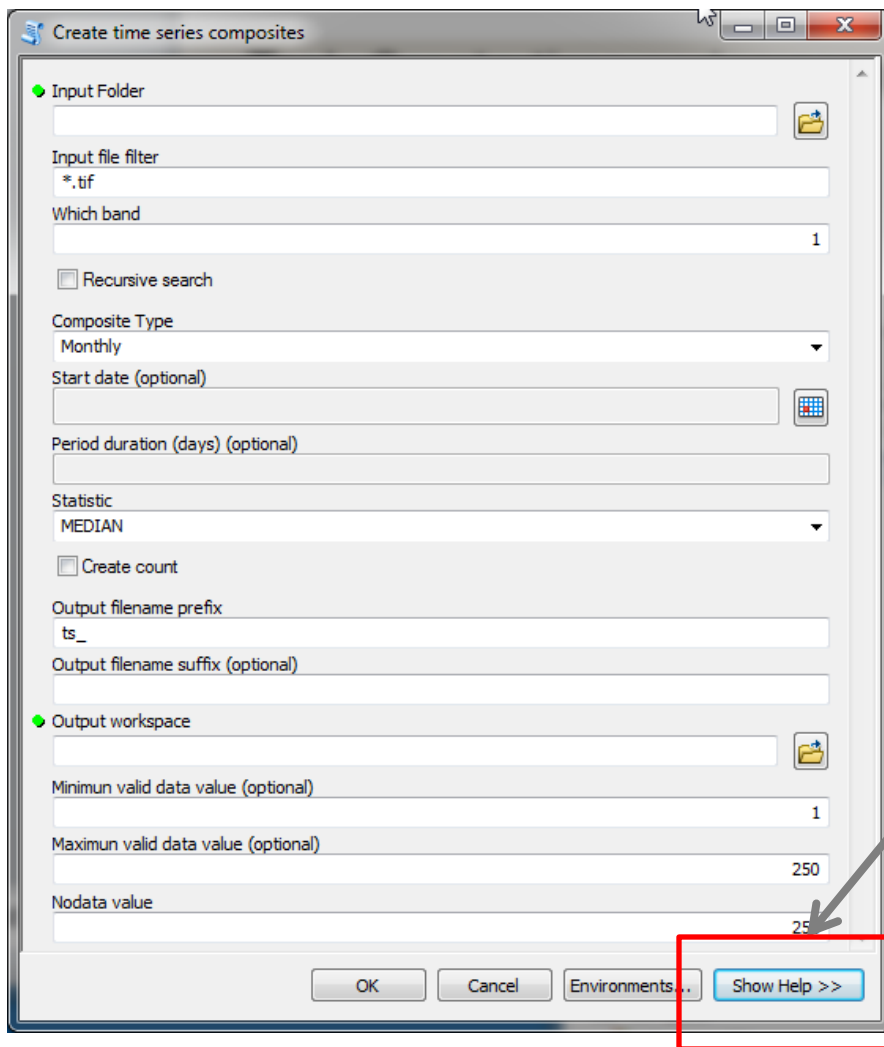 Create time series composites
Input Folder
Input file filter
*.tif
Which band
1
Recursive search
Composite Type
Monthly
Start date (optional)
Period duration (days) (optional)
Statistic
MEDIAN
Create count
Output filename prefix
ts_
Output filename suffix (optional)
Output workspace
Minimun valid data value (optional)
1
Maximun valid data value (optional)
250
Nodata value
OK Cancel Environments... Show Help >>